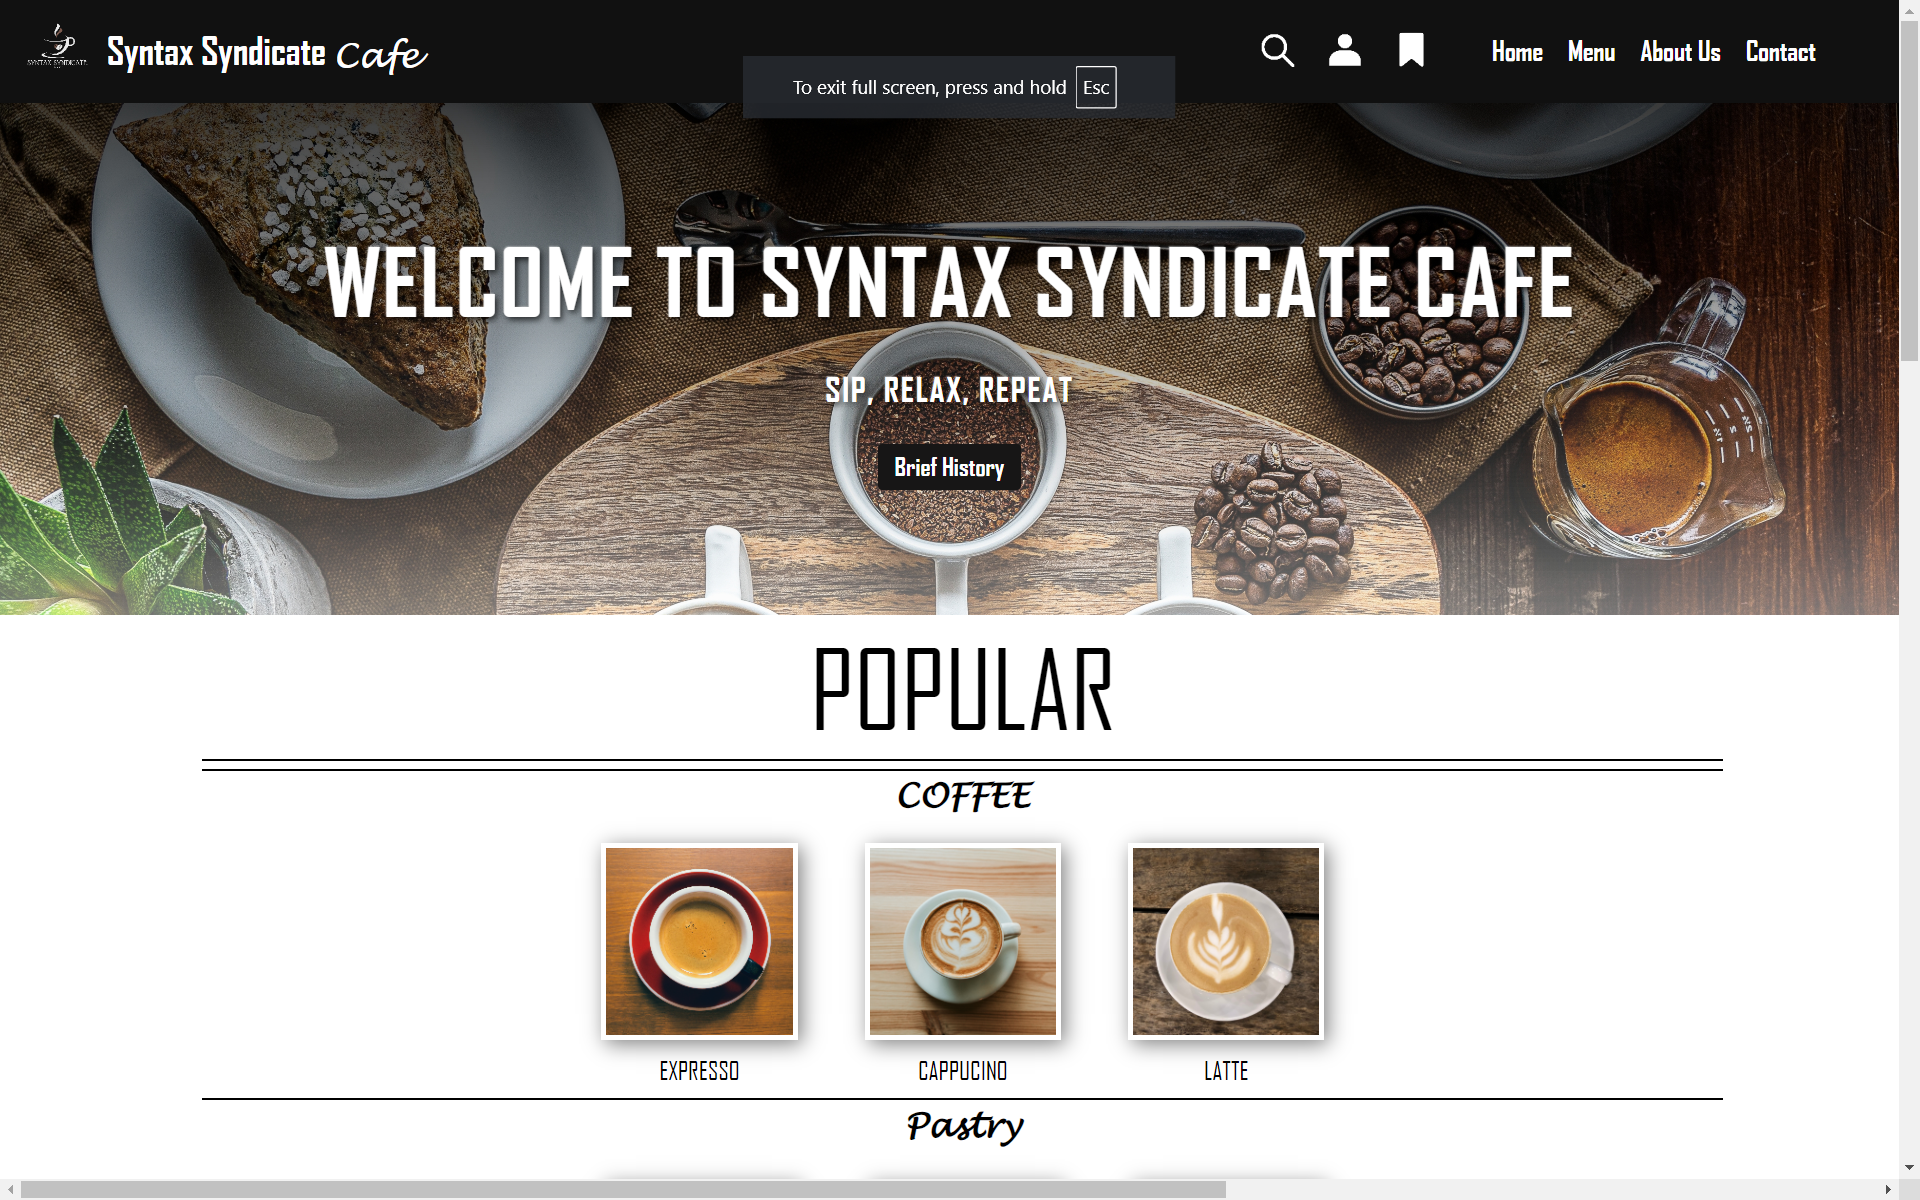 SYNTAX SYNDICATE
Syntax Syndicate Cafe
Home Menu About Us Contact
To exit full screen, press and hold Esc
WELCOME TO SYNTAX SYNDICATE CAFE
SIP, RELAX, REPEAT
Brief History
POPULAR
COFFEE
EXPRESSO CAPPUCINO LATTE
Pastry